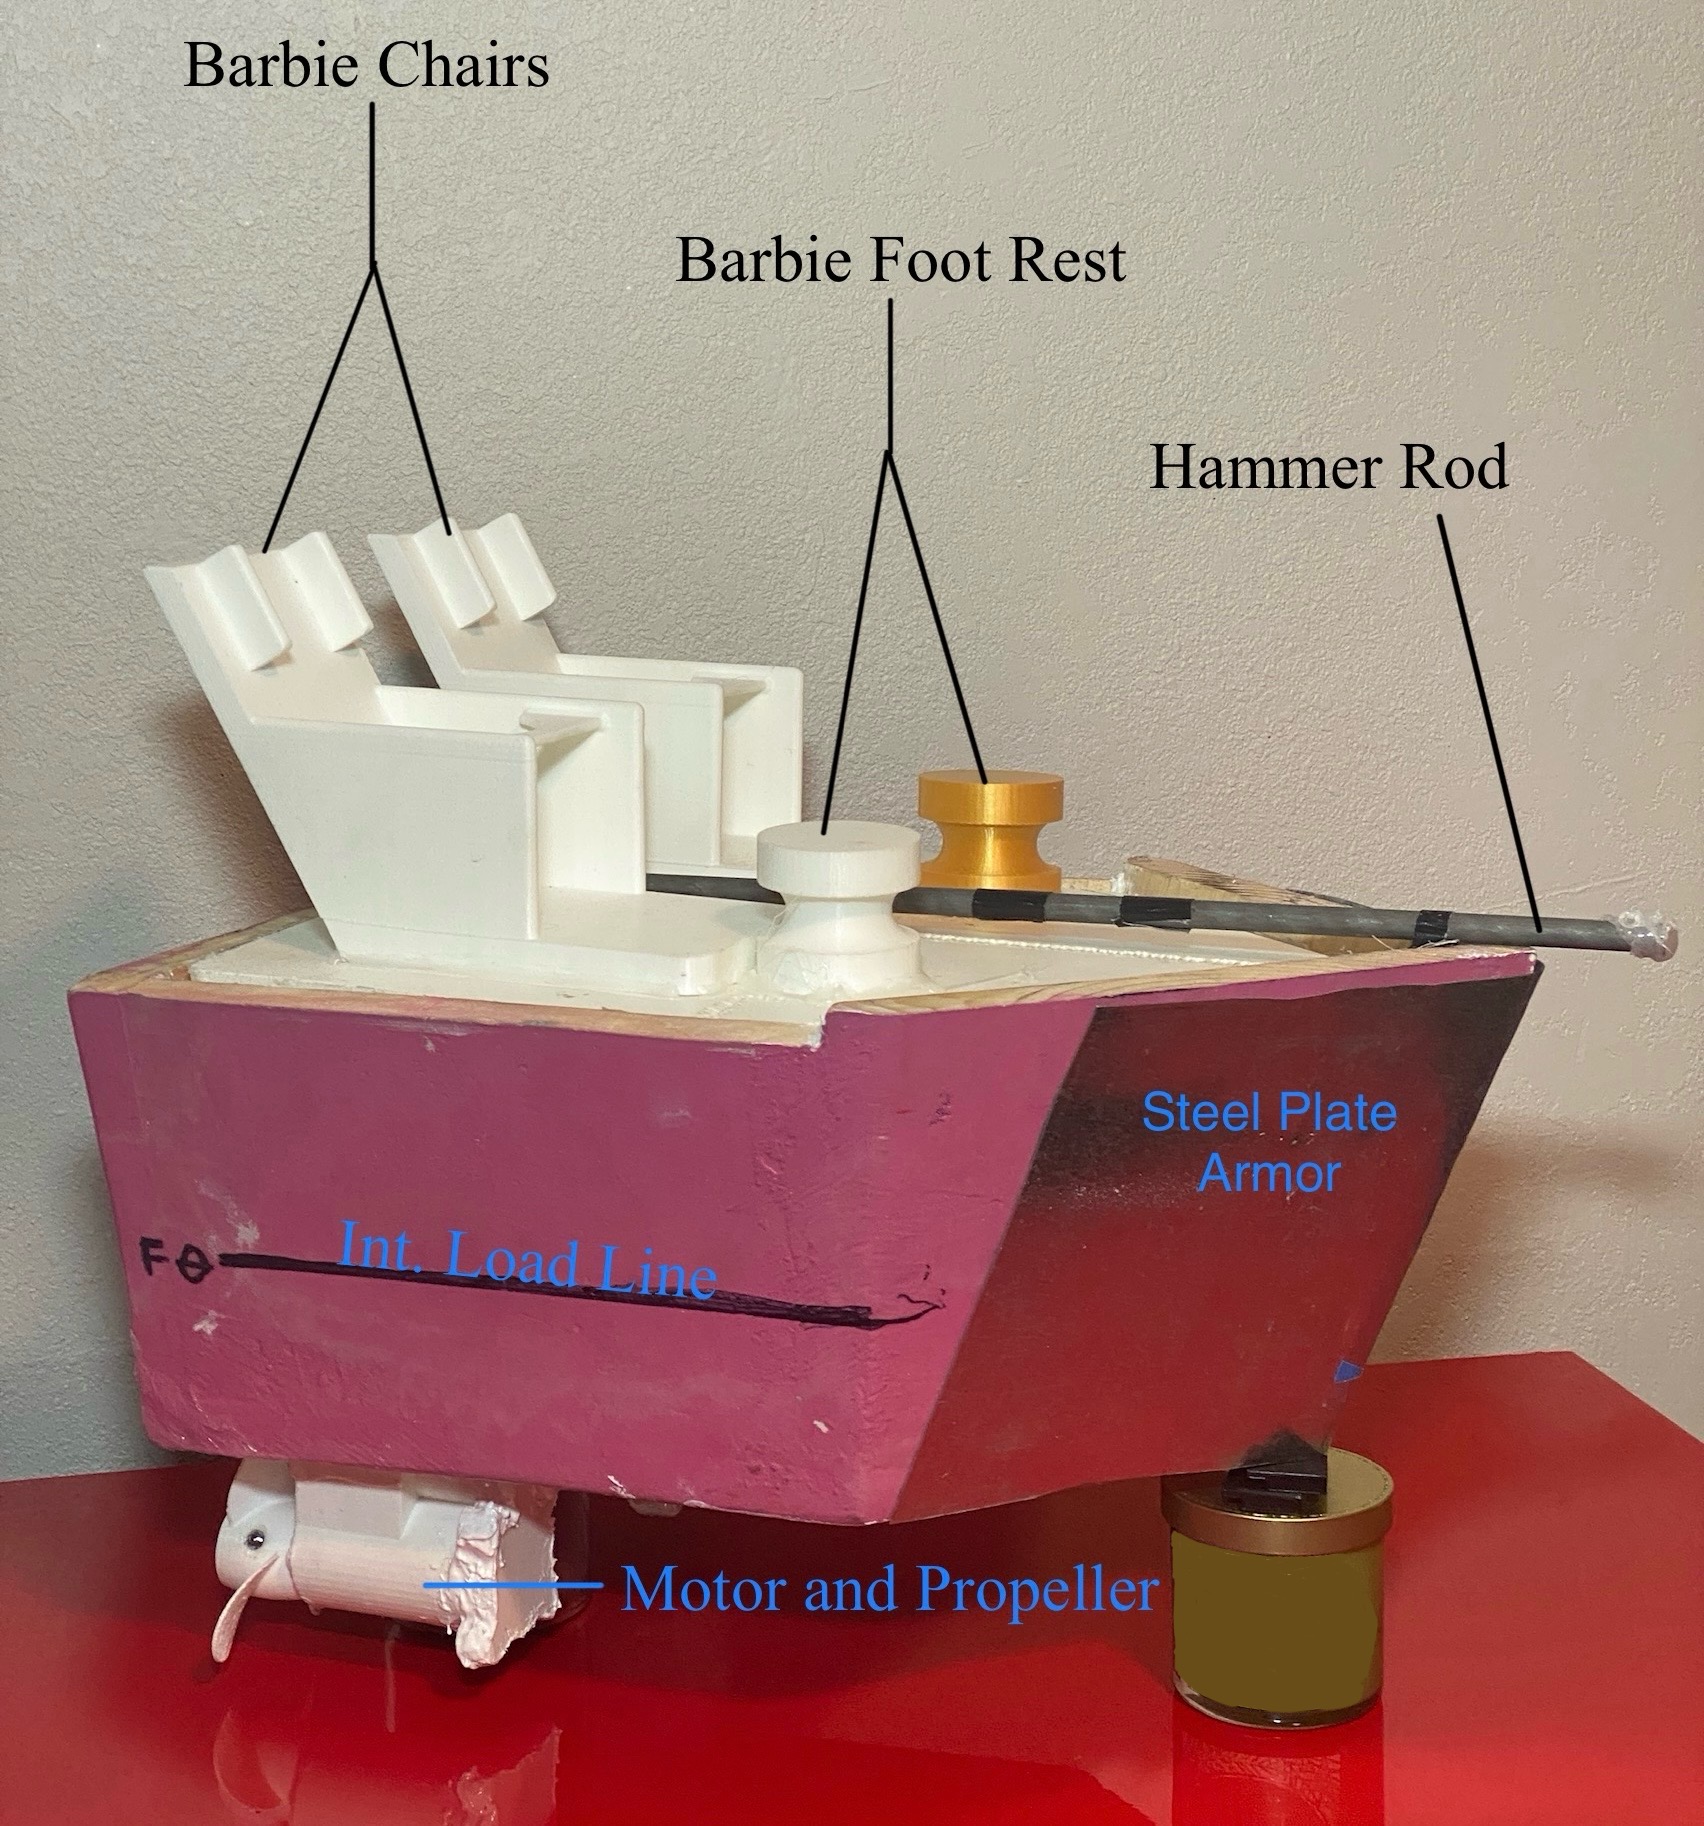 Barbie Chairs
Barbie Foot Rest
Hammer Rod
Steel Plate
Armor
Int. Load Line
F
Motor and Propeller